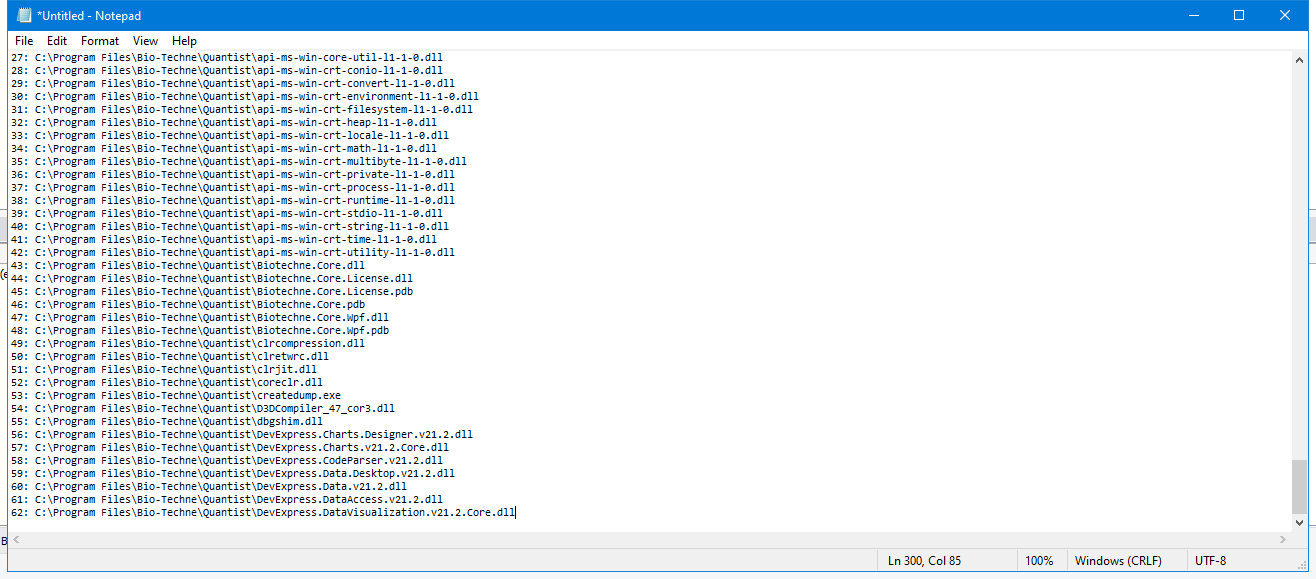 *Untitled - Notepad
File Edit Format View Help
27: C:\Program Files\Bio-Techne\Quantist\api-ms-win-core-util-l1-1-0.dll
28: C:\Program Files\Bio-Techne\Quantist\api-ms-win-crt-conio-l1-1-0.dll
29: C:\Program Files\Bio-Techne\Quantist\api-ms-win-crt-convert-l1-1-0.dll
30: C:\Program Files\Bio-Techne\Quantist\api-ms-win-crt-environment-l1-1-0.dll
31: C:\Program Files\Bio-Techne\Quantist\api-ms-win-crt-filesystem-l1-1-0.dll
32: C:\Program Files\Bio-Techne\Quantist\api-ms-win-crt-heap-l1-1-0.dll
33: C:\Program Files\Bio-Techne\Quantist\api-ms-win-crt-locale-l1-1-0.dll
34: C:\Program Files\Bio-Techne\Quantist\api-ms-win-crt-math-l1-1-0.dll
35: C:\Program Files\Bio-Techne\Quantist\api-ms-win-crt-multibyte-l1-1-0.dll
36: C:\Program Files\Bio-Techne\Quantist\api-ms-win-crt-private-l1-1-0.dll
37: C:\Program Files\Bio-Techne\Quantist\api-ms-win-crt-process-l1-1-0.dll
38: C:\Program Files\Bio-Techne\Quantist\api-ms-win-crt-runtime-l1-1-0.dll
39: C:\Program Files\Bio-Techne\Quantist\api-ms-win-crt-stdio-l1-1-0.dll
40: C:\Program Files\Bio-Techne\Quantist\api-ms-win-crt-string-l1-1-0.dll
41: C:\Program Files\Bio-Techne\Quantist\api-ms-win-crt-time-l1-1-0.dll
42: C:\Program Files\Bio-Techne\Quantist\api-ms-win-crt-utility-l1-1-0.dll
43: C:\Program Files\Bio-Techne\Quantist\Biotechne.Core.dll
44: C:\Program Files\Bio-Techne\Quantist\Biotechne.Core.License.dll
45: C:\Program Files\Bio-Techne\Quantist\Biotechne.Core.License.pdb
46: C:\Program Files\Bio-Techne\Quantist\Biotechne.Core.pdb
47: C:\Program Files\Bio-Techne\Quantist\Biotechne.Core.Wpf.dll
48: C:\Program Files\Bio-Techne\Quantist\Biotechne.Core.Wpf.pdb
49: C:\Program Files\Bio-Techne\Quantist\clrcompression.dll
50: C:\Program Files\Bio-Techne\Quantist\clretwrc.dll
51: C:\Program Files\Bio-Techne\Quantist\clrjit.dll
52: C:\Program Files\Bio-Techne\Quantist\coreclr.dll
53: C:\Program Files\Bio-Techne\Quantist\createdump.exe
54: C:\Program Files\Bio-Techne\Quantist\D3DCompiler_47_cor3.dll
55: C:\Program Files\Bio-Techne\Quantist\dbgshim.dll
56: C:\Program Files\Bio-Techne\Quantist\DevExpress.Charts.Designer.v21.2.dll
57: C:\Program Files\Bio-Techne\Quantist\DevExpress.Charts.v21.2.Core.dll
58: C:\Program Files\Bio-Techne\Quantist\DevExpress.CodeParser.v21.2.dll
59: C:\Program Files\Bio-Techne\Quantist\DevExpress.Data.Desktop.v21.2.dll
60: C:\Program Files\Bio-Techne\Quantist\DevExpress.Data.v21.2.dll
61: C:\Program Files\Bio-Techne\Quantist\DevExpress.DataAccess.v21.2.dll
62: C:\Program Files\Bio-Techne\Quantist\DevExpress.DataVisualization.v21.2.Core.dll
Ln 300, Col 85 100% Windows (CRLF) UTF-8